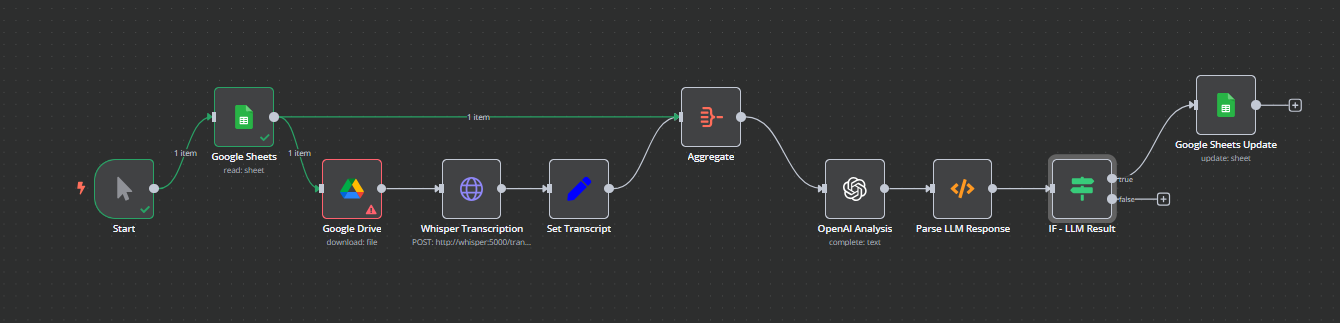 Start
1 item
Google Sheets
read: sheet
1 item
1 item
Google Drive
download: file
Whisper Transcription
POST: http://whisper:5000/tran...
Set Transcript
Aggregate
OpenAI Analysis
complete: text
Parse LLM Response
IF - LLM Result
true
false
Google Sheets Update
update: sheet